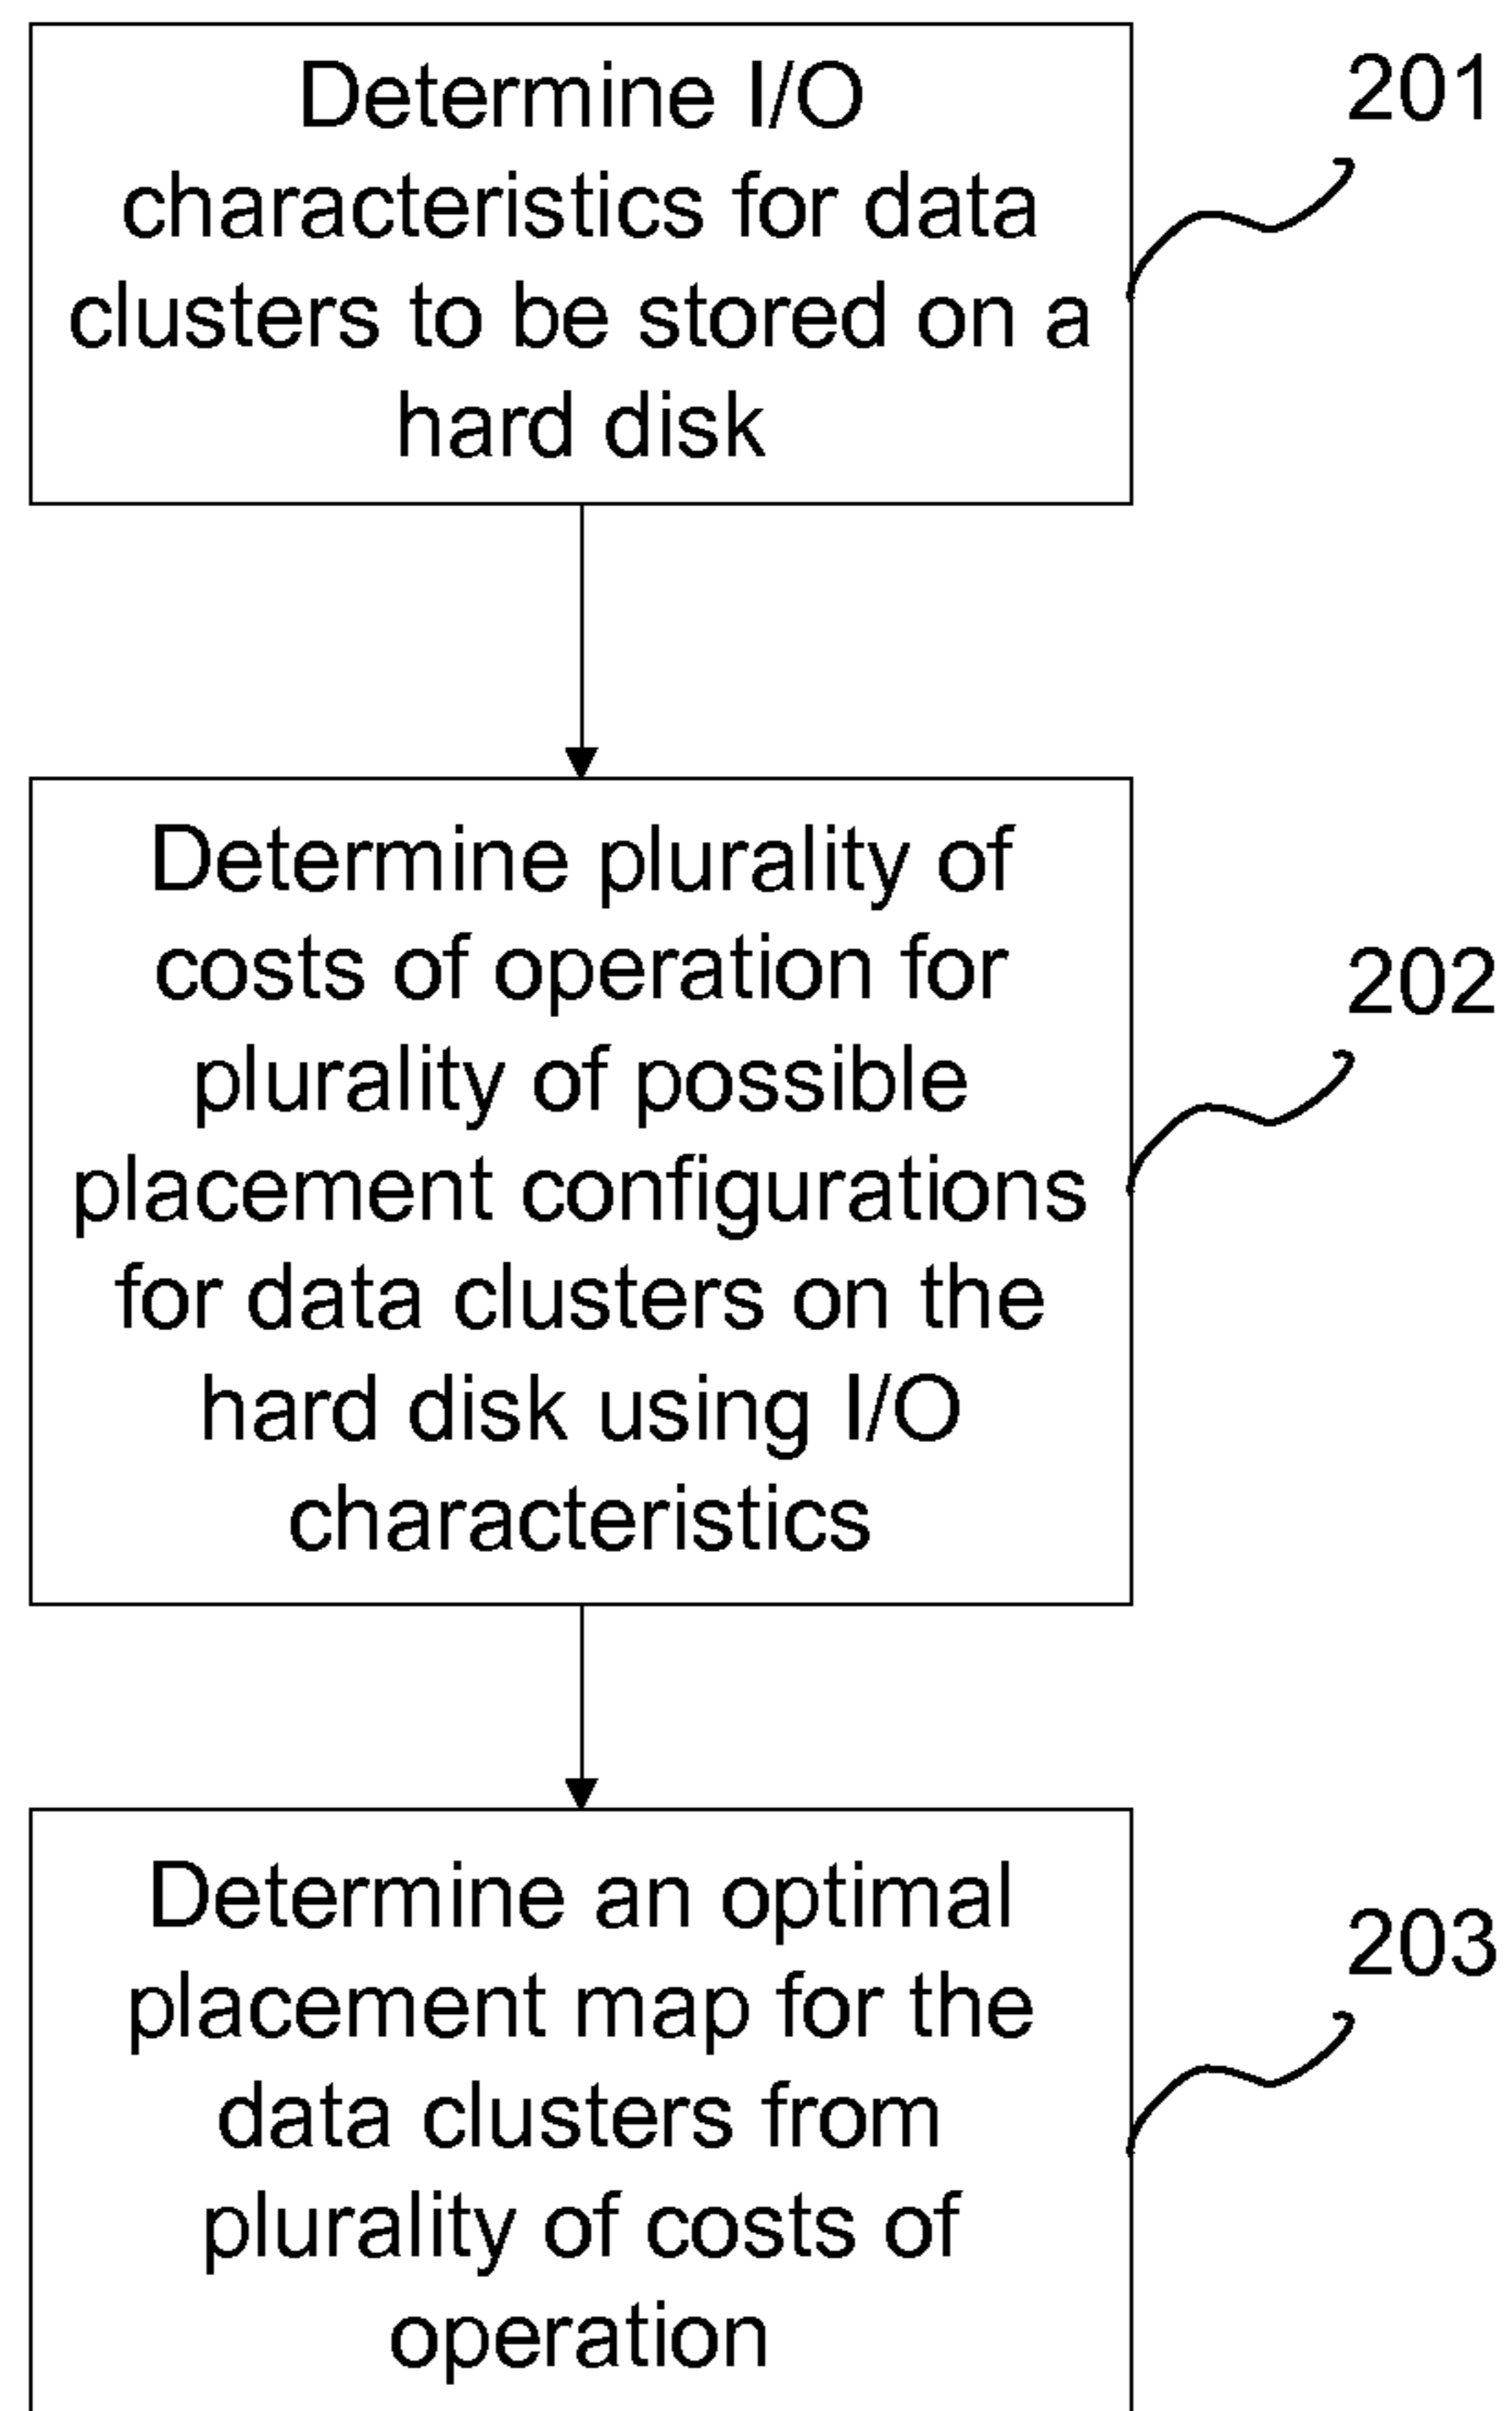 Determine I/O
characteristics for data
clusters to be stored on a
hard disk
201
Determine plurality of
costs of operation for
plurality of possible
placement configurations
for data clusters on the
hard disk using I/O
characteristics
202
Determine an optimal
placement map for the
data clusters from
plurality of costs of
operation
203